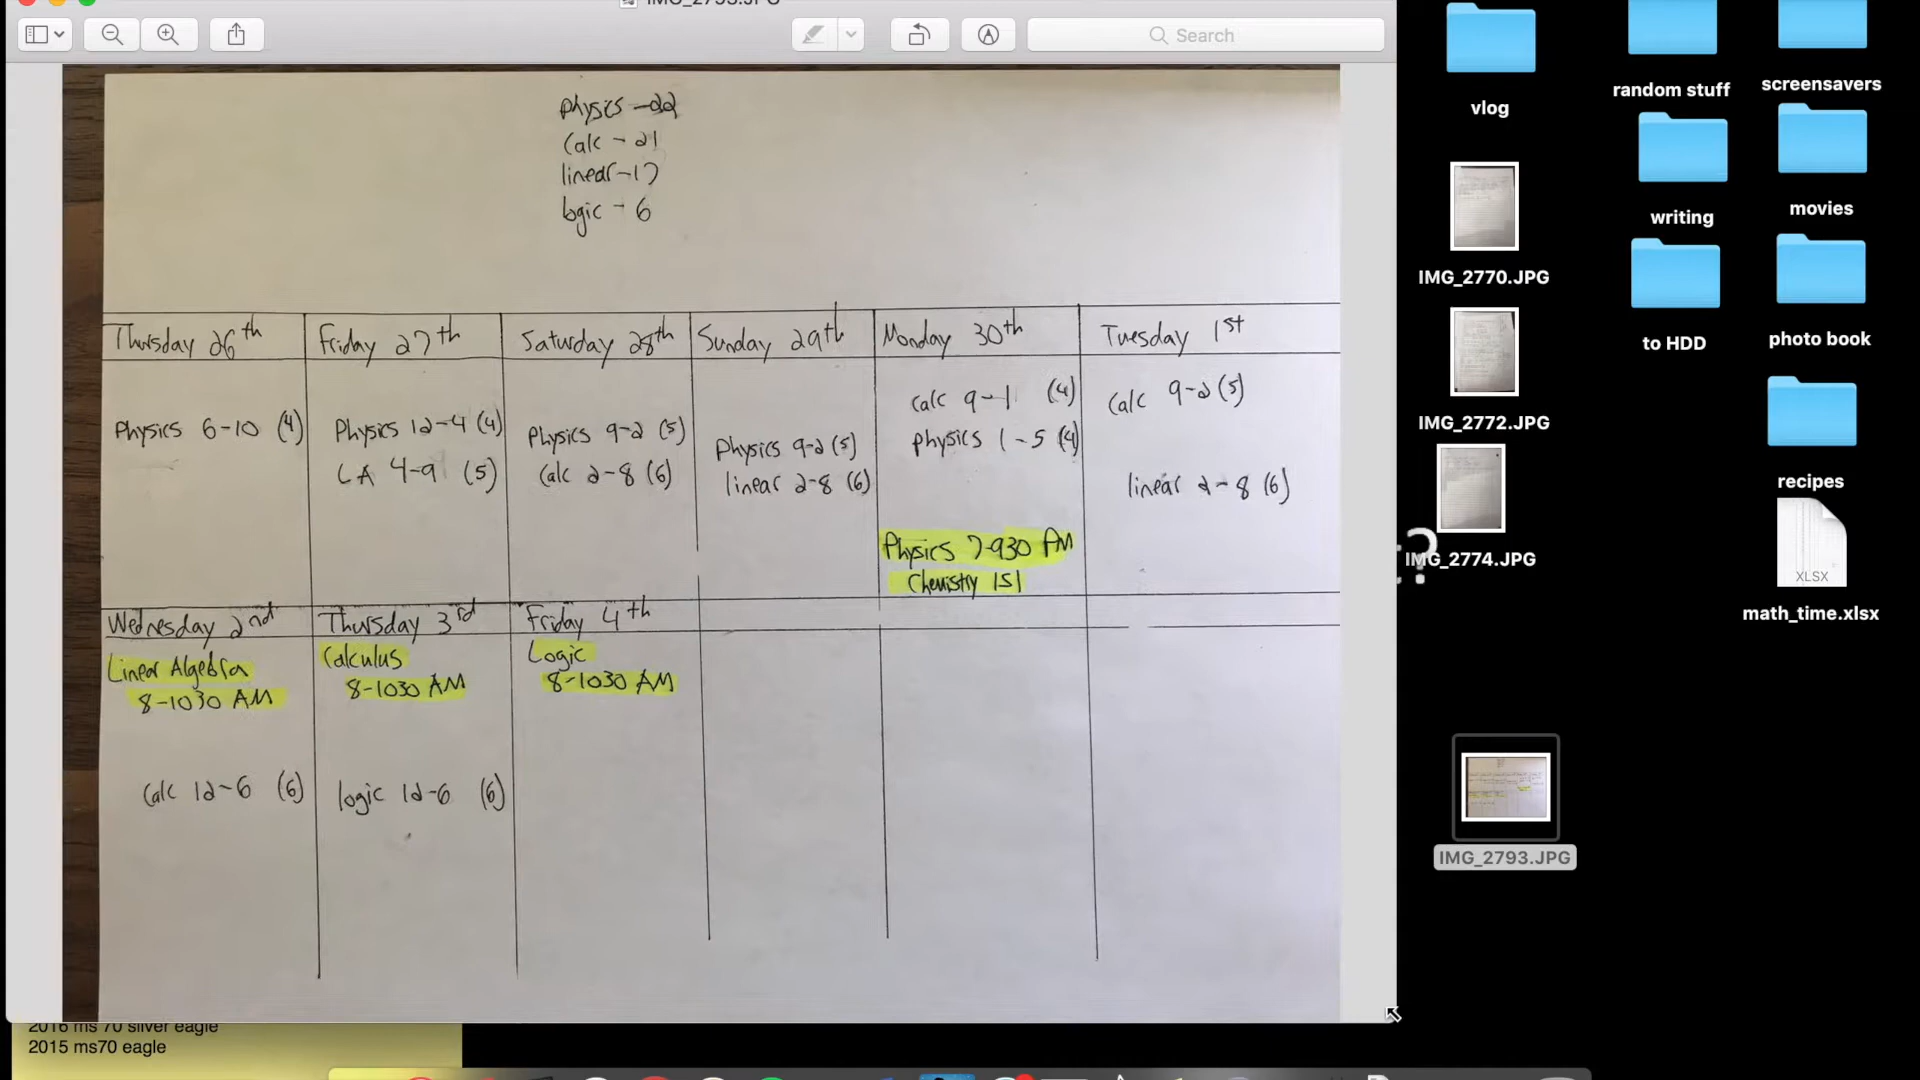 Search
physics - 22
calc - 21
linear - 17
logic - 6
Thursday 26th
Friday 27th
Saturday 28th
Sunday 29th
Monday 30th
Tuesday 1st
Physics 6-10 (4)
Physics 12-4 (4)
LA 4-9 (5)
Physics 9-2 (5)
Calc 2-8 (6)
Physics 9-2 (5)
linear 2-8 (6)
calc 9-1 (4)
physics 1-5 (4)
Physics 7-930 PM
Chemistry 151
calc 9-2 (5)
linear 2-8 (6)
Wednesday 2nd
Thursday 3rd
Friday 4th
Linear Algebra
8-1030 AM
Calculus
8-1030 AM
Logic
8-1030 AM
calc 12-6 (6)
logic 12-6 (6)
vlog
random stuff
screensavers
IMG_2770.JPG
writing
movies
IMG_2772.JPG
to HDD
photo book
IMG_2774.JPG
recipes
XLSX
math_time.xlsx
IMG_2793.JPG
2016 ms 70 silver eagle
2015 ms70 eagle